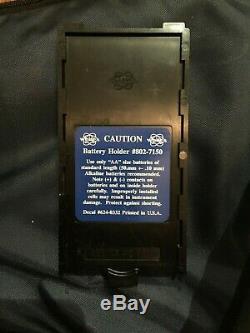 CAUTION
Battery Holder #802-7150
Use only "AA" size batteries of
standard length (50.mm +- .10 mm)
Alkaline batteries recommended.
Note (+) & (-) contacts on
batteries and on inside holder
carefully. Improperly installed
cells may result in instrument
damage. Protect against shorting.
Decal #624-0332 Printed in U.S.A.